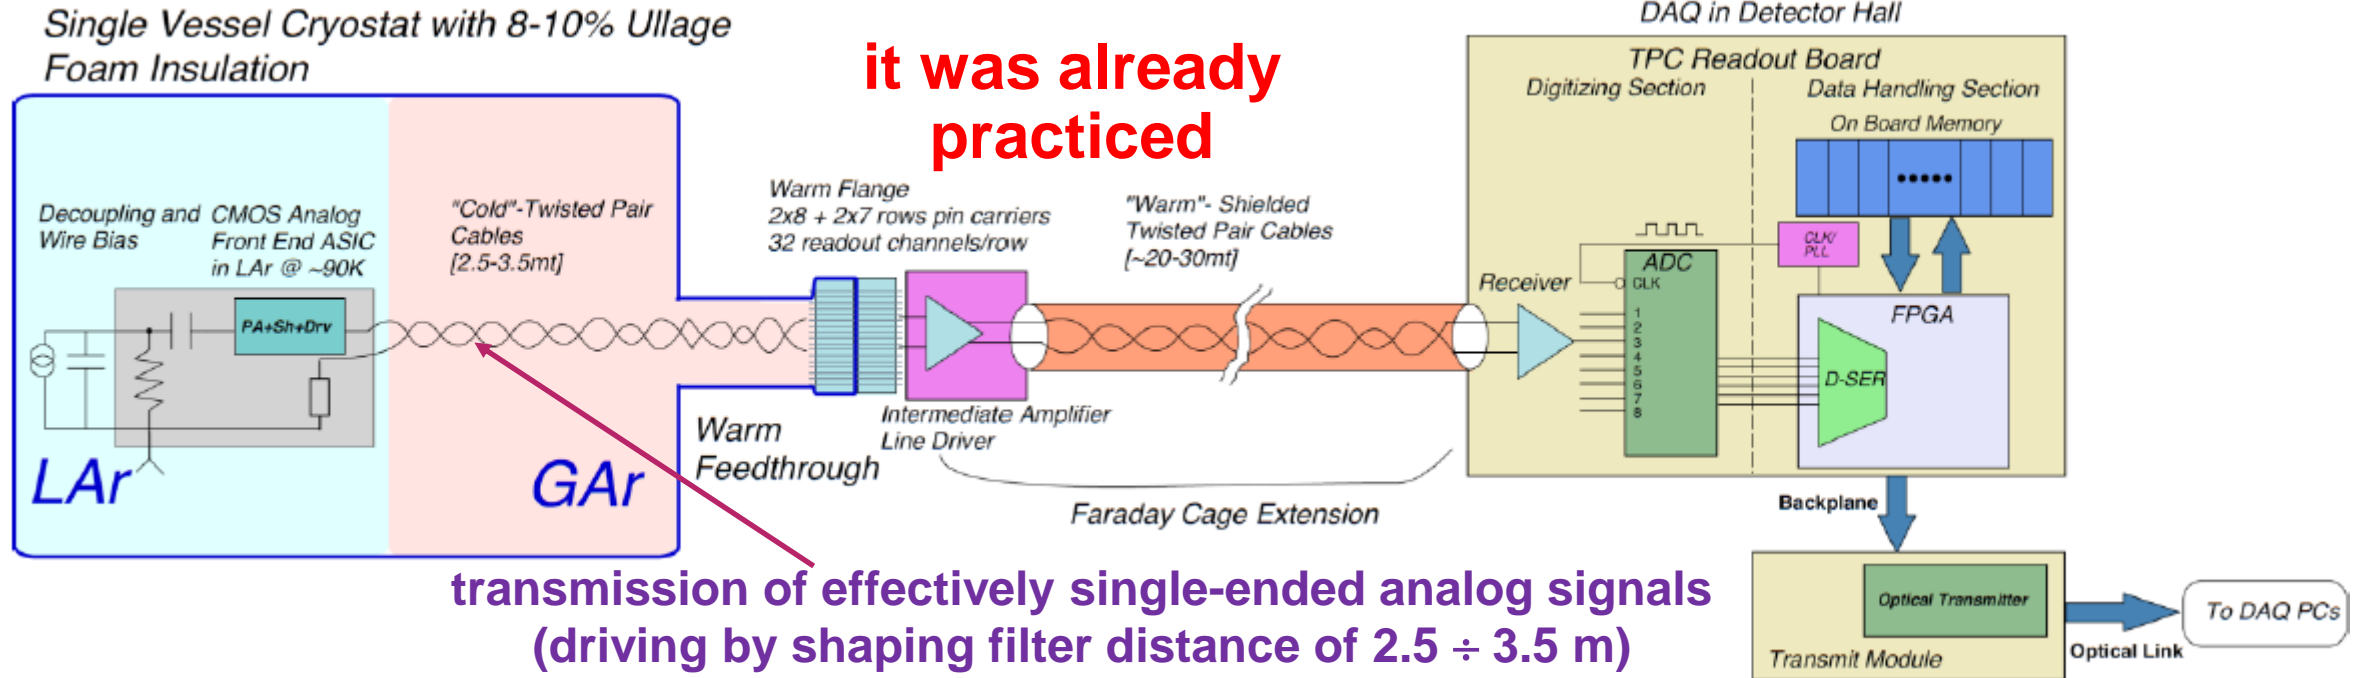 Single Vessel Cryostat with 8-10% Ullage
Foam Insulation
it was already
practiced
DAQ in Detector Hall
TPC Readout Board
Digitizing Section
Data Handling Section
On Board Memory
Decoupling and
Wire Bias
CMOS Analog
Front End ASIC
in LAr @ ~90K
"Cold"-Twisted Pair
Cables
[2.5-3.5mt]
Warm Flange
2x8 + 2x7 rows pin carriers
32 readout channels/row
"Warm"- Shielded
Twisted Pair Cables
[~20-30mt]
PA+Sh+Drv
Receiver
ADC
CLK
1
2
3
4
5
6
7
8
CLK/
PLL
FPGA
D-SER
LAr
GAr
Warm
Feedthrough
Intermediate Amplifier
Line Driver
Faraday Cage Extension
Backplane
transmission of effectively single-ended analog signals
(driving by shaping filter distance of 2.5 ÷ 3.5 m)
Optical Transmitter
Transmit Module
Optical Link
To DAQ PCs